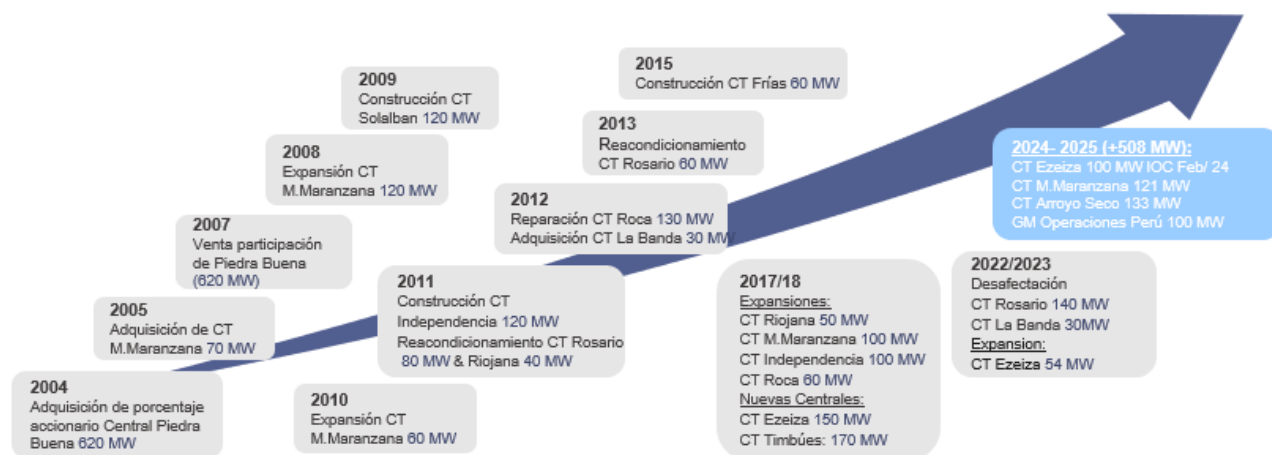 2004
Adquisición de porcentaje
accionario Central Piedra
Buena 620 MW
2005
Adquisición de CT
M.Maranzana 70 MW
2007
Venta participación
de Piedra Buena
(620 MW)
2008
Expansión CT
M.Maranzana 120 MW
2009
Construcción CT
Solalban 120 MW
2010
Expansión CT
M.Maranzana 60 MW
2011
Construcción CT
Independencia 120 MW
Reacondicionamiento CT Rosario
80 MW & Riojana 40 MW
2012
Reparación CT Roca 130 MW
Adquisición CT La Banda 30 MW
2013
Reacondicionamiento
CT Rosario 60 MW
2015
Construcción CT Frías 60 MW
2017/18
Expansiones:
CT Riojana 50 MW
CT M.Maranzana 100 MW
CT Independencia 100 MW
CT Roca 60 MW
Nuevas Centrales:
CT Ezeiza 150 MW
CT Timbúes: 170 MW
2022/2023
Desafectación
CT Rosario 140 MW
CT La Banda 30MW
Expansion:
CT Ezeiza 54 MW
2024- 2025 (+508 MW):
CT Ezeiza 100 MW IOC Feb/ 24
CT M.Maranzana 121 MW
CT Arroyo Seco 133 MW
GM Operaciones Perú 100 MW